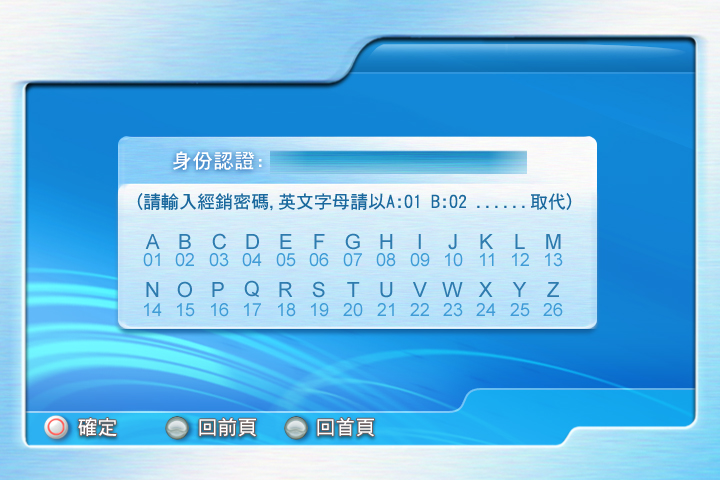 身份認證:
(請輸入經銷密碼,英文字母請以A:01 B:02 ......取代)
A B C D E F G H I J K L M
01 02 03 04 05 06 07 08 09 10 11 12 13
N O P Q R S T U V W X Y Z
14 15 16 17 18 19 20 21 22 23 24 25 26
確定 回前頁 回首頁